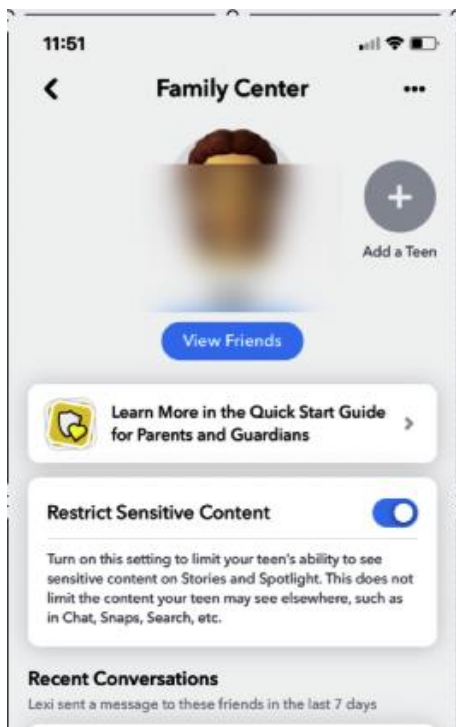 11:51
Family Center
Add a Teen
View Friends
Learn More in the Quick Start Guide
for Parents and Guardians
Restrict Sensitive Content
Turn on this setting to limit your teen's ability to see
sensitive content on Stories and Spotlight. This does not
limit the content your teen may see elsewhere, such as
in Chat, Snaps, Search, etc.
Recent Conversations
Lexi sent a message to these friends in the last 7 days